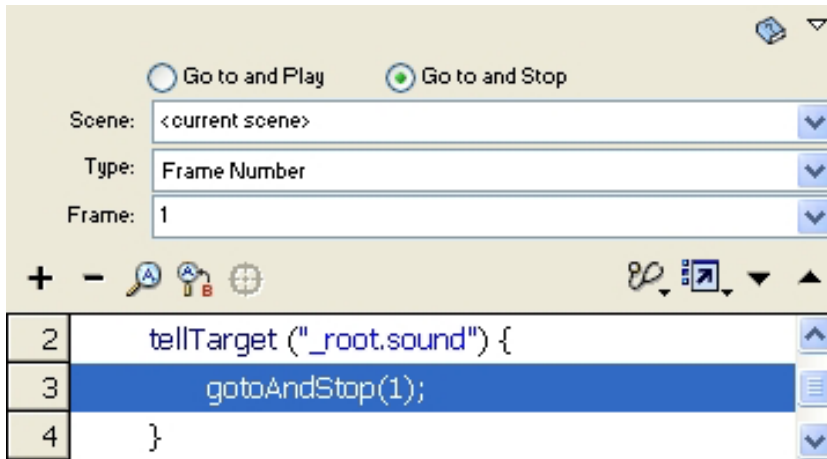 Go to and Play Go to and Stop
Scene: <current scene>
Type: Frame Number
Frame: 1
2 tellTarget ("_root.sound") {
3 gotoAndStop(1);
4 }